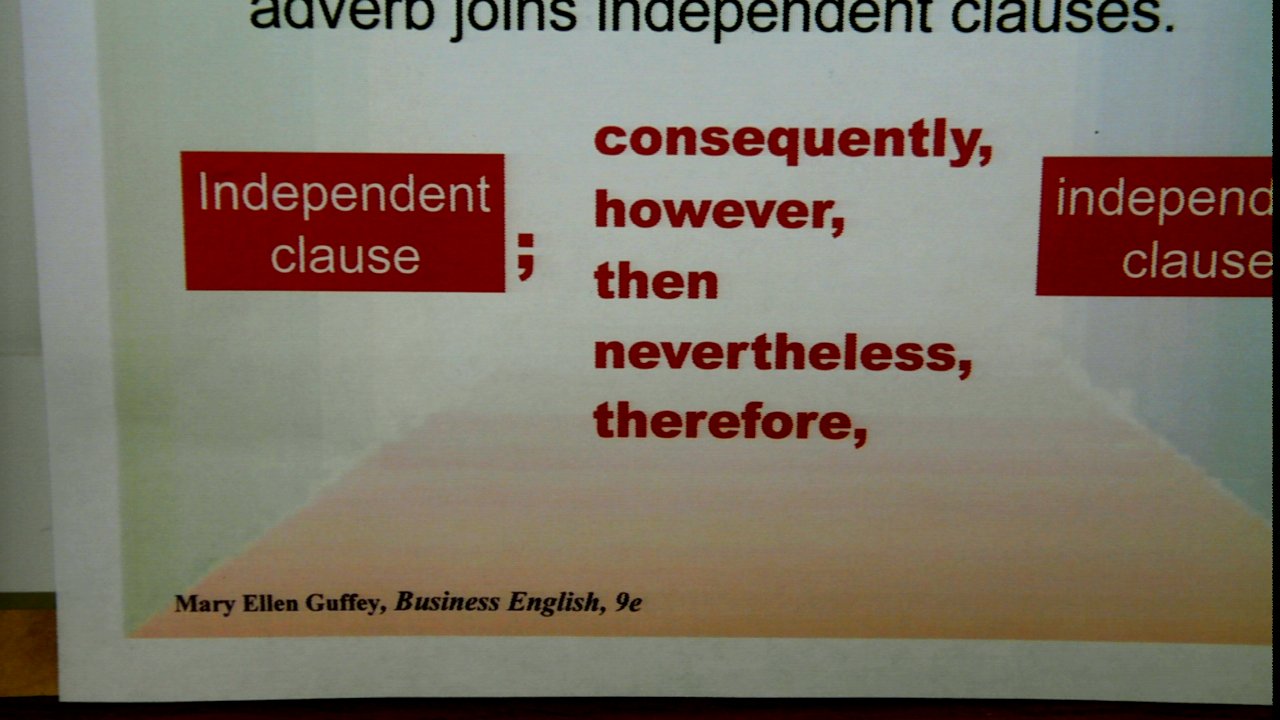 adverb joins independent clauses.
Independent
clause
;
consequently,
however,
then
nevertheless,
therefore,
independ
clause
Mary Ellen Guffey, Business English, 9e